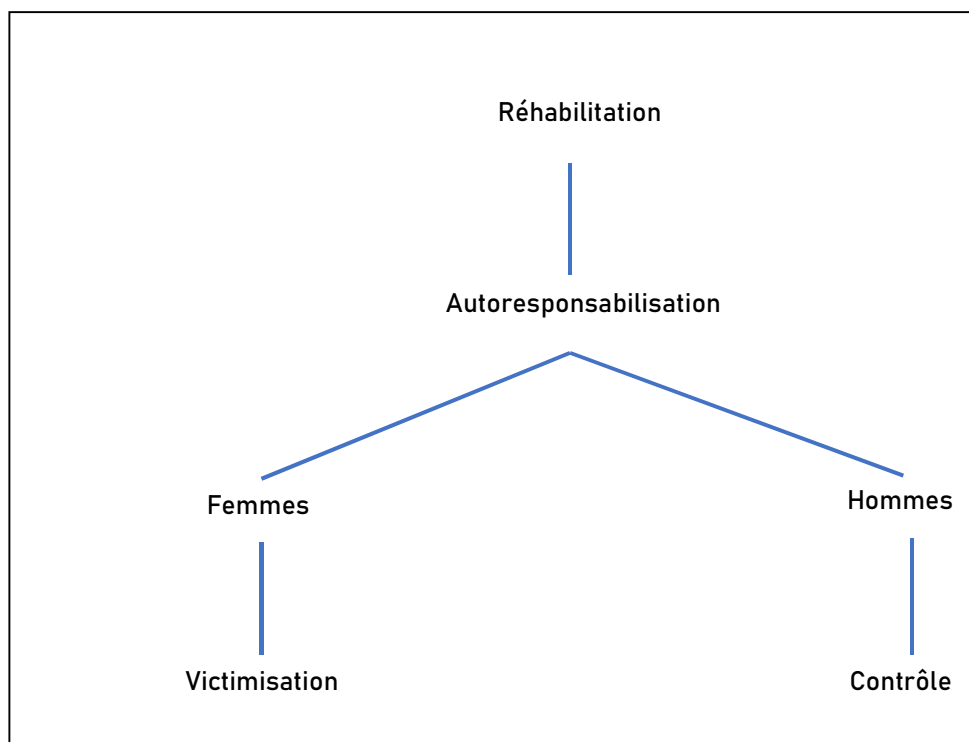 Réhabilitation
Autoresponsabilisation
Femmes
Hommes
Victimisation
Contrôle